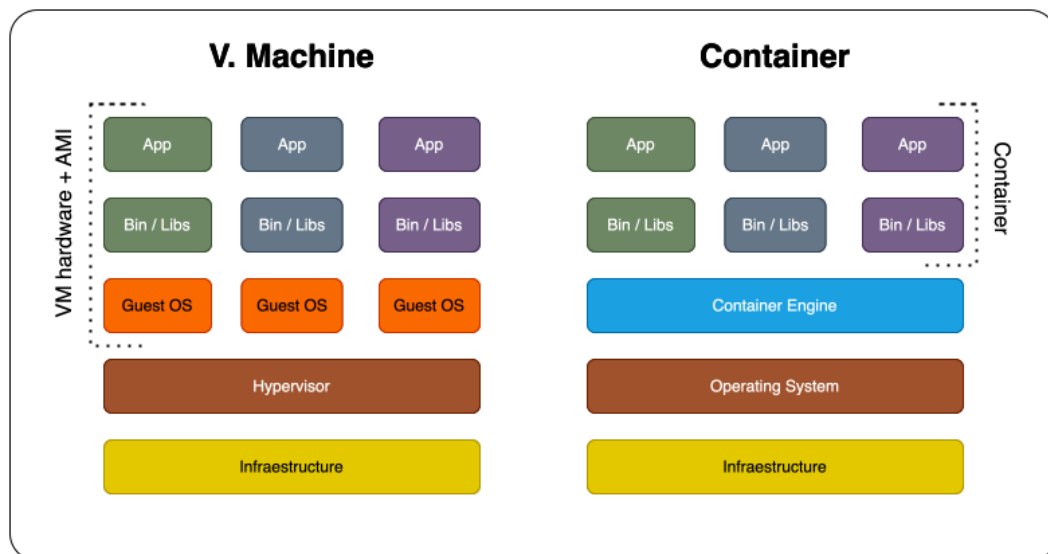 V. Machine
VM hardware + AMI
App
App
App
Bin / Libs
Bin / Libs
Bin / Libs
Guest OS
Guest OS
Guest OS
Hypervisor
Infraestructure
Container
App
App
App
Bin / Libs
Bin / Libs
Bin / Libs
Container
Container Engine
Operating System
Infraestructure